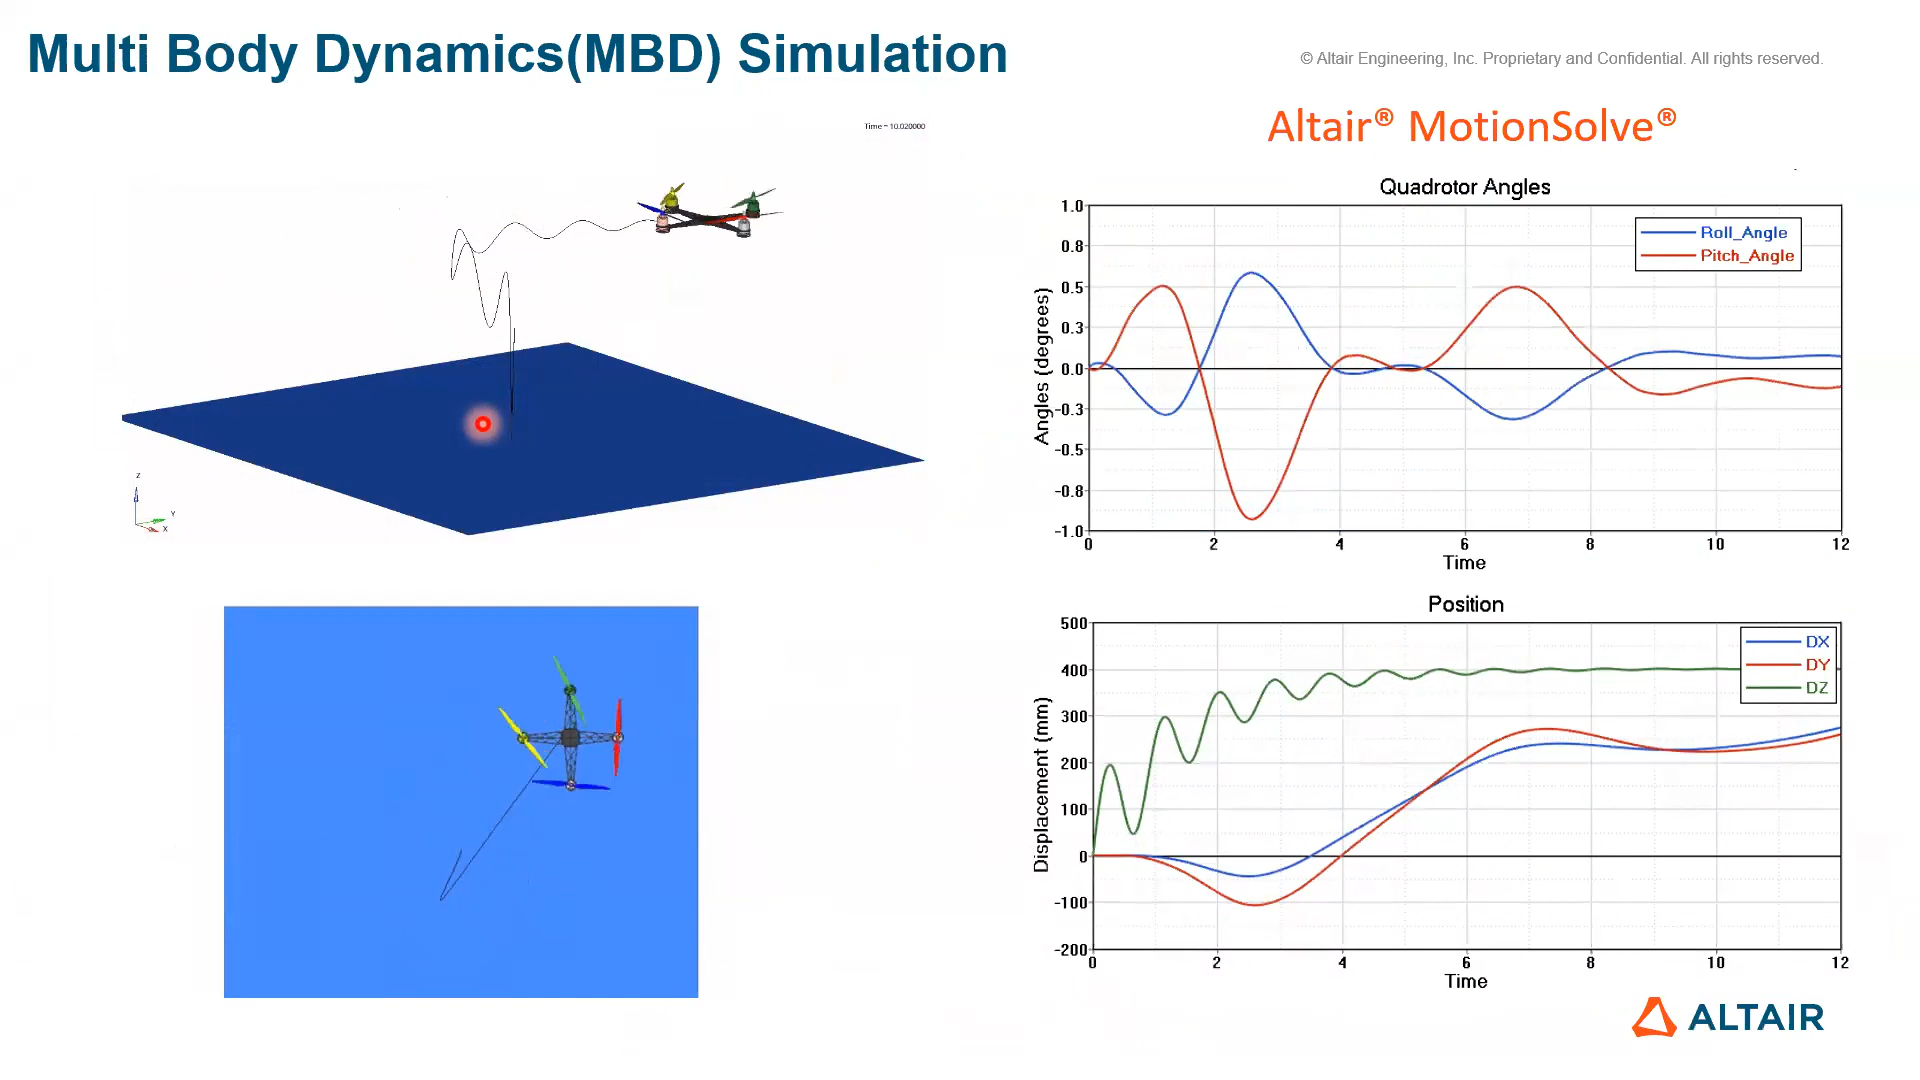 Multi Body Dynamics(MBD) Simulation
© Altair Engineering, Inc. Proprietary and Confidential. All rights reserved.
Time = 10.020000
Altair® MotionSolve®
Z
Y
X
Quadrotor Angles
Roll_Angle
Pitch_Angle
Angles (degrees)
1.0
0.8
0.5
0.3
0.0
-0.3
-0.5
-0.8
-1.0
0 2 4 6 8 10 12
Time
Position
DX
DY
DZ
Displacement (mm)
500
400
300
200
100
0
-100
-200
0 2 4 6 8 10 12
Time
ALTAIR